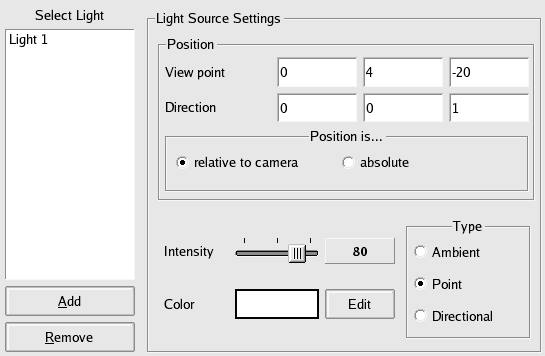 Select Light
Light 1
Add
Remove
Light Source Settings
Position
View point 0 4 -20
Direction 0 0 1
Position is...
relative to camera absolute
Intensity 80
Color Edit
Type
Ambient
Point
Directional